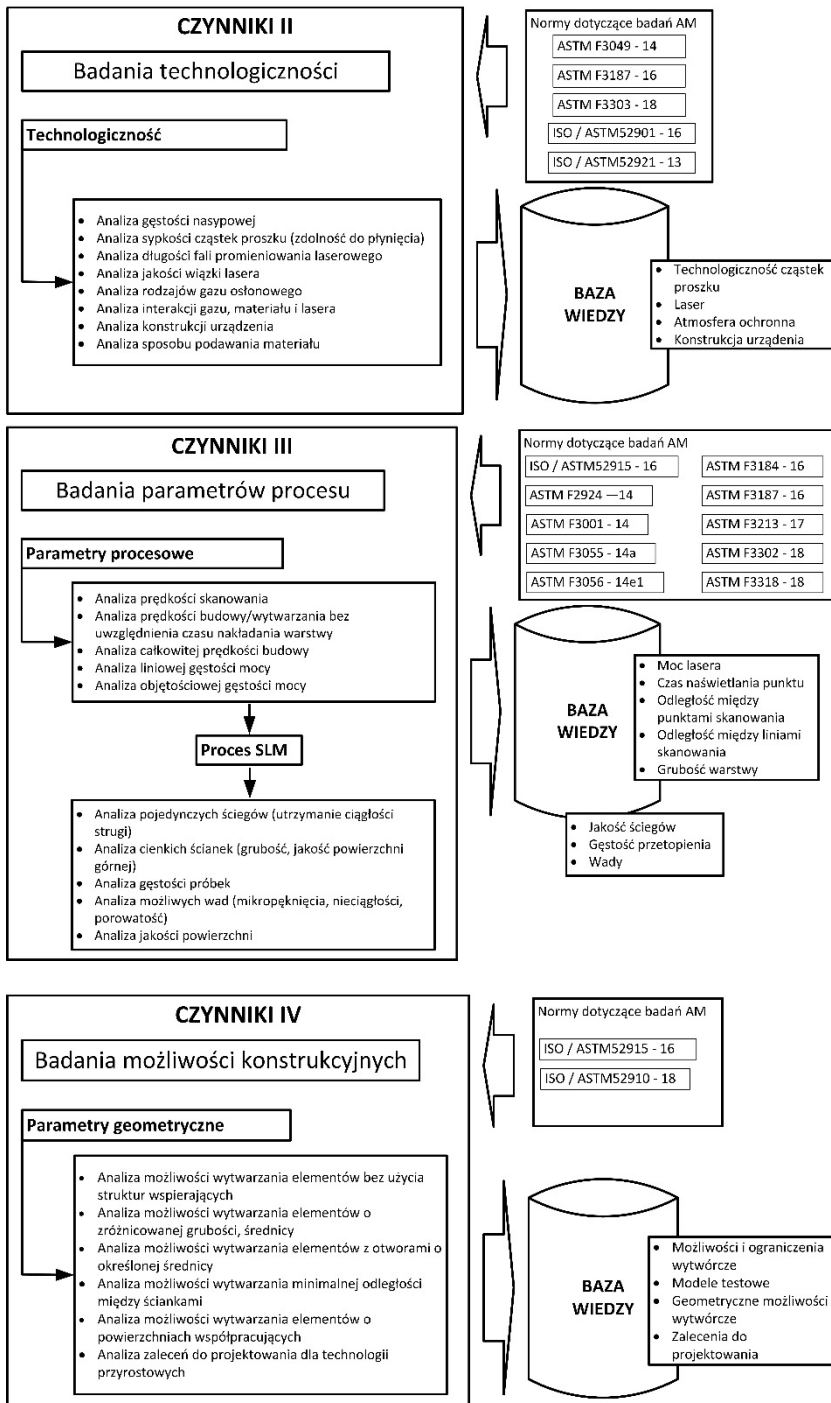 CZYNNIKI II
Badania technologiczności
Technologiczność
• Analiza gęstości nasypowej
• Analiza sypkości cząstek proszku (zdolność do płynięcia)
• Analiza długości fali promieniowania laserowego
• Analiza jakości wiązki lasera
• Analiza rodzajów gazu osłonowego
• Analiza interakcji gazu, materiału i lasera
• Analiza konstrukcji urządzenia
• Analiza sposobu podawania materiału
Normy dotyczące badań AM
ASTM F3049 - 14
ASTM F3187 - 16
ASTM F3303 - 18
ISO / ASTM52901 - 16
ISO / ASTM52921 - 13
BAZA
WIEDZY
• Technologiczność cząstek
proszku
• Laser
• Atmosfera ochronna
• Konstrukcja urządenia
CZYNNIKI III
Badania parametrów procesu
Parametry procesowe
• Analiza prędkości skanowania
• Analiza prędkości budowy/wytwarzania bez
uwzględnienia czasu nakładania warstwy
• Analiza całkowitej prędkości budowy
• Analiza liniowej gęstości mocy
• Analiza objętościowej gęstości mocy
Proces SLM
• Analiza pojedynczych ściegów (utrzymanie ciągłości
strugi)
• Analiza cienkich ścianek (grubość, jakość powierzchni
górnej)
• Analiza gęstości próbek
• Analiza możliwych wad (mikropęknięcia, nieciągłości,
porowatość)
• Analiza jakości powierzchni
Normy dotyczące badań AM
ISO / ASTM52915 - 16
ASTM F2924 —14
ASTM F3001 - 14
ASTM F3055 - 14a
ASTM F3056 - 14e1
ASTM F3184 - 16
ASTM F3187 - 16
ASTM F3213 - 17
ASTM F3302 - 18
ASTM F3318 - 18
BAZA
WIEDZY
• Moc lasera
• Czas naświetlania punktu
• Odległość między
punktami skanowania
• Odległość między liniami
skanowania
• Grubość warstwy
• Jakość ściegów
• Gęstość przetopienia
• Wady
CZYNNIKI IV
Badania możliwości konstrukcyjnych
Parametry geometryczne
• Analiza możliwości wytwarzania elementów bez użycia
struktur wspierających
• Analiza możliwości wytwarzania elementów o
zróżnicowanej grubości, średnicy
• Analiza możliwości wytwarzania elementów z otworami o
określonej średnicy
• Analiza możliwości wytwarzania minimalnej odległości
między ściankami
• Analiza możliwości wytwarzania elementów o
powierzchniach współpracujących
• Analiza zaleceń do projektowania dla technologii
przyrostowych
Normy dotyczące badań AM
ISO / ASTM52915 - 16
ISO / ASTM52910 - 18
BAZA
WIEDZY
• Możliwości i ograniczenia
wytwórcze
• Modele testowe
• Geometryczne możliwości
wytwórcze
• Zalecenia do
projektowania